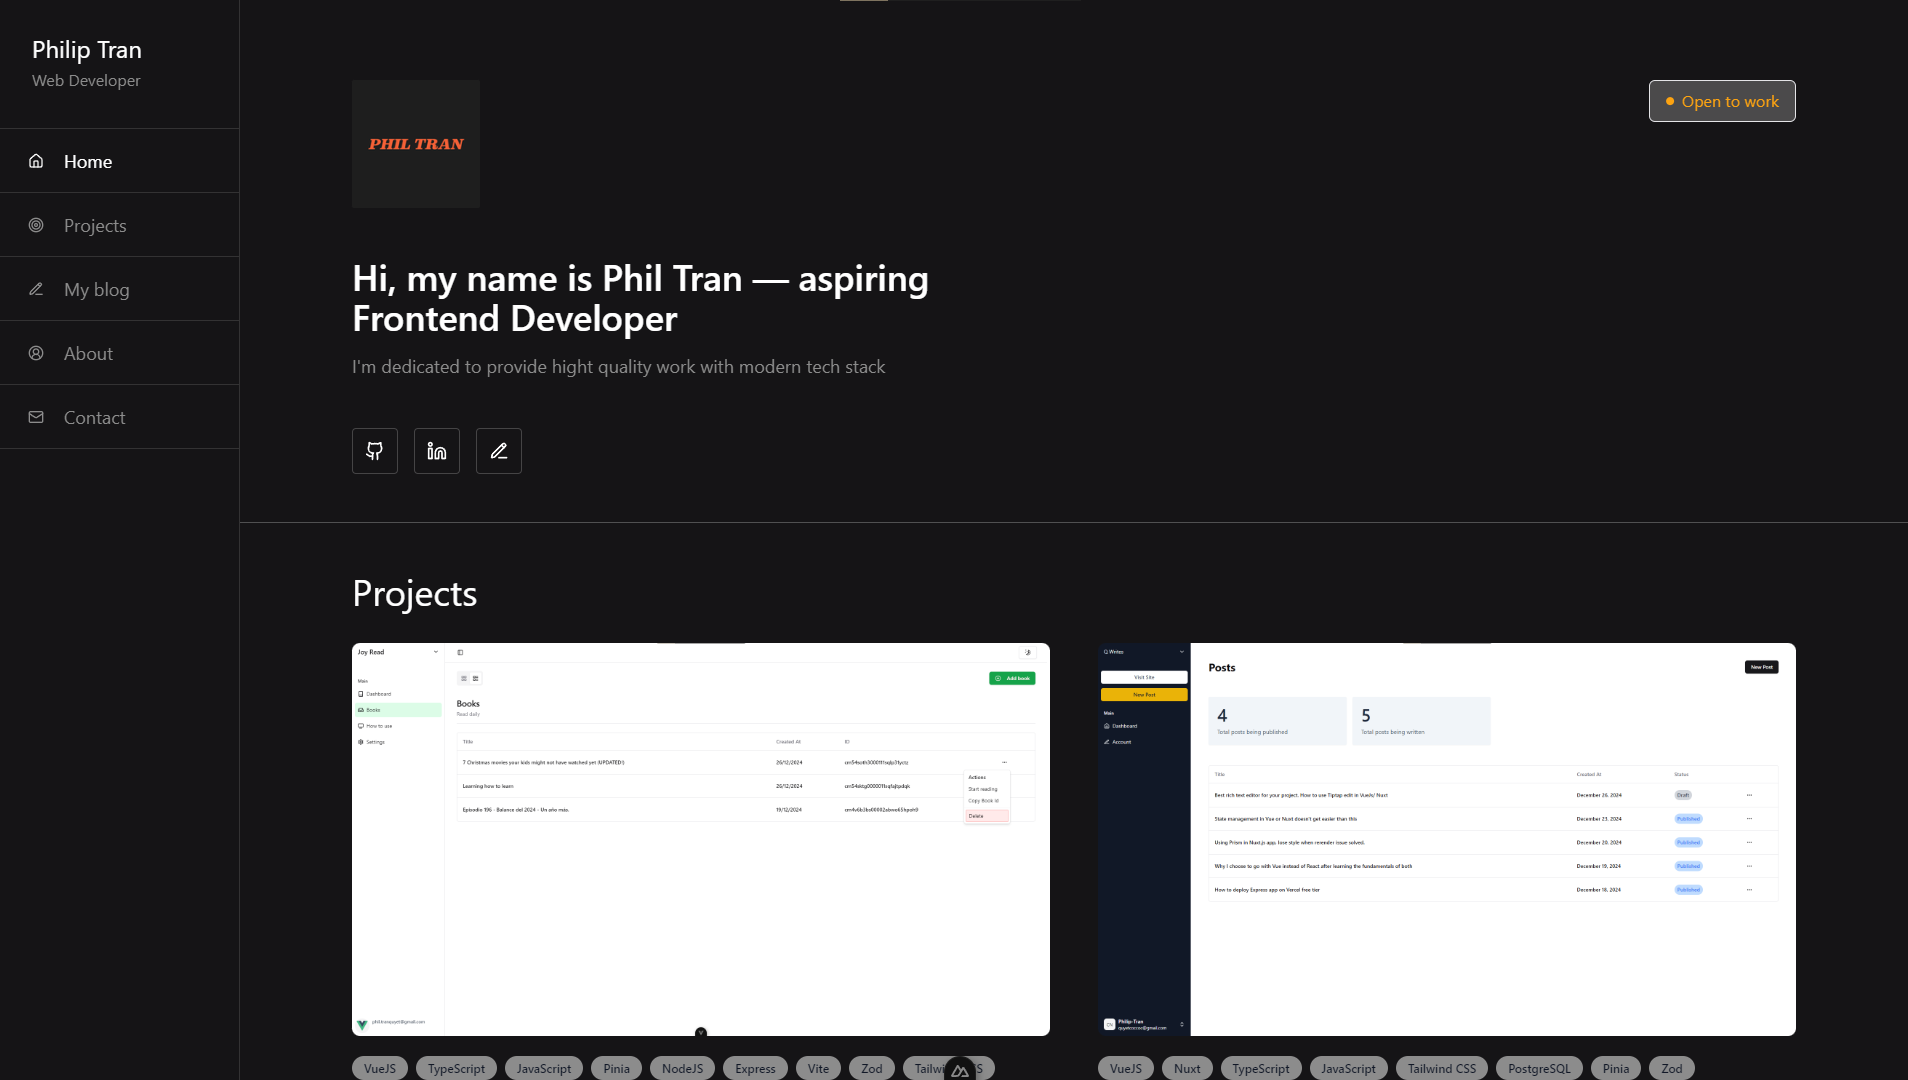 Philip Tran
Web Developer
Home
Projects
My blog
About
Contact
PHIL TRAN
Open to work
Hi, my name is Phil Tran — aspiring
Frontend Developer
I'm dedicated to provide hight quality work with modern tech stack
Projects
Joy Read
Main
Dashboard
Books
How to use
Settings
Add book
Books
Read daily
Title Created At ID
7 Christmas movies your kids might not have watched yet (UPDATED!) 26/12/2024
Learning how to learn 26/12/2024
Episodio 196 - Balance del 2024 - Un año más. 19/12/2024
Actions
Start reading
Copy Book Id
Delete
Writes
Visit Site
New Post
Main
Dashboard
Account
Philip Tran
Posts
New Post
4
Total posts being published
5
Total posts being written
Title Created At Status
Best rich text editor for your project. How to use Tiptap edit in VueJs/ Nuxt December 26, 2024 Draft
State management in Vue or Nuxt doesn't get easier than this December 23, 2024 Published
Using Prism in Nuxt.js app, lose style when rerender issue solved. December 20, 2024 Published
Why I choose to go with Vue instead of React after learning the fundamentals of both December 19, 2024 Published
How to deploy Express app on Vercel free tier December 18, 2024 Published
VueJS TypeScript JavaScript Pinia NodeJS Express Vite Zod
VueJS Nuxt TypeScript JavaScript Tailwind CSS PostgreSQL Pinia Zod